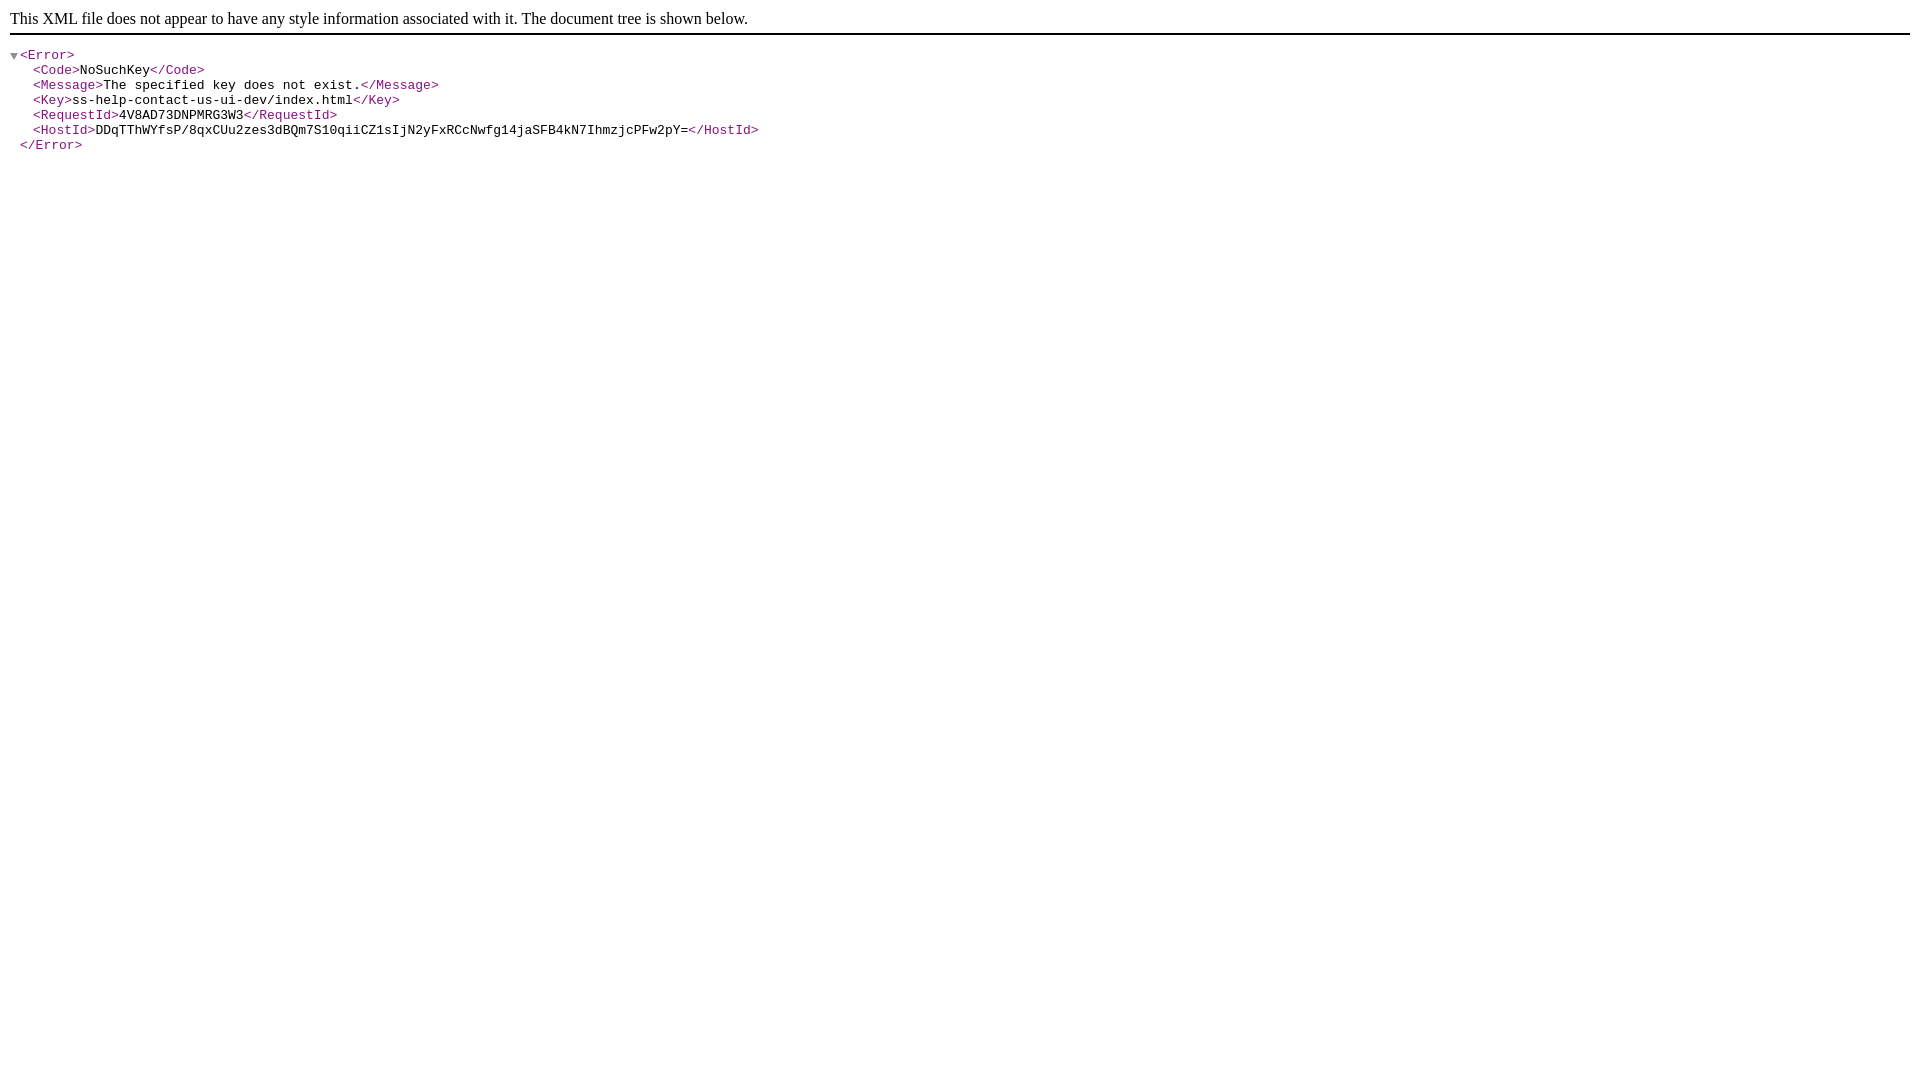 This XML file does not appear to have any style information associated with it. The document tree is shown below.
<Error>
<Code>NoSuchKey</Code>
<Message>The specified key does not exist.</Message>
<Key>ss-help-contact-us-ui-dev/index.html</Key>
<RequestId>4V8AD73DNPMRG3W3</RequestId>
<HostId>DDqTThWYfsP/8qxCUu2zes3dBQm7S10qiiCZ1sIjN2yFxRCcNwfg14jaSFB4kN7IhmzjcPFw2pY=</HostId>
</Error>